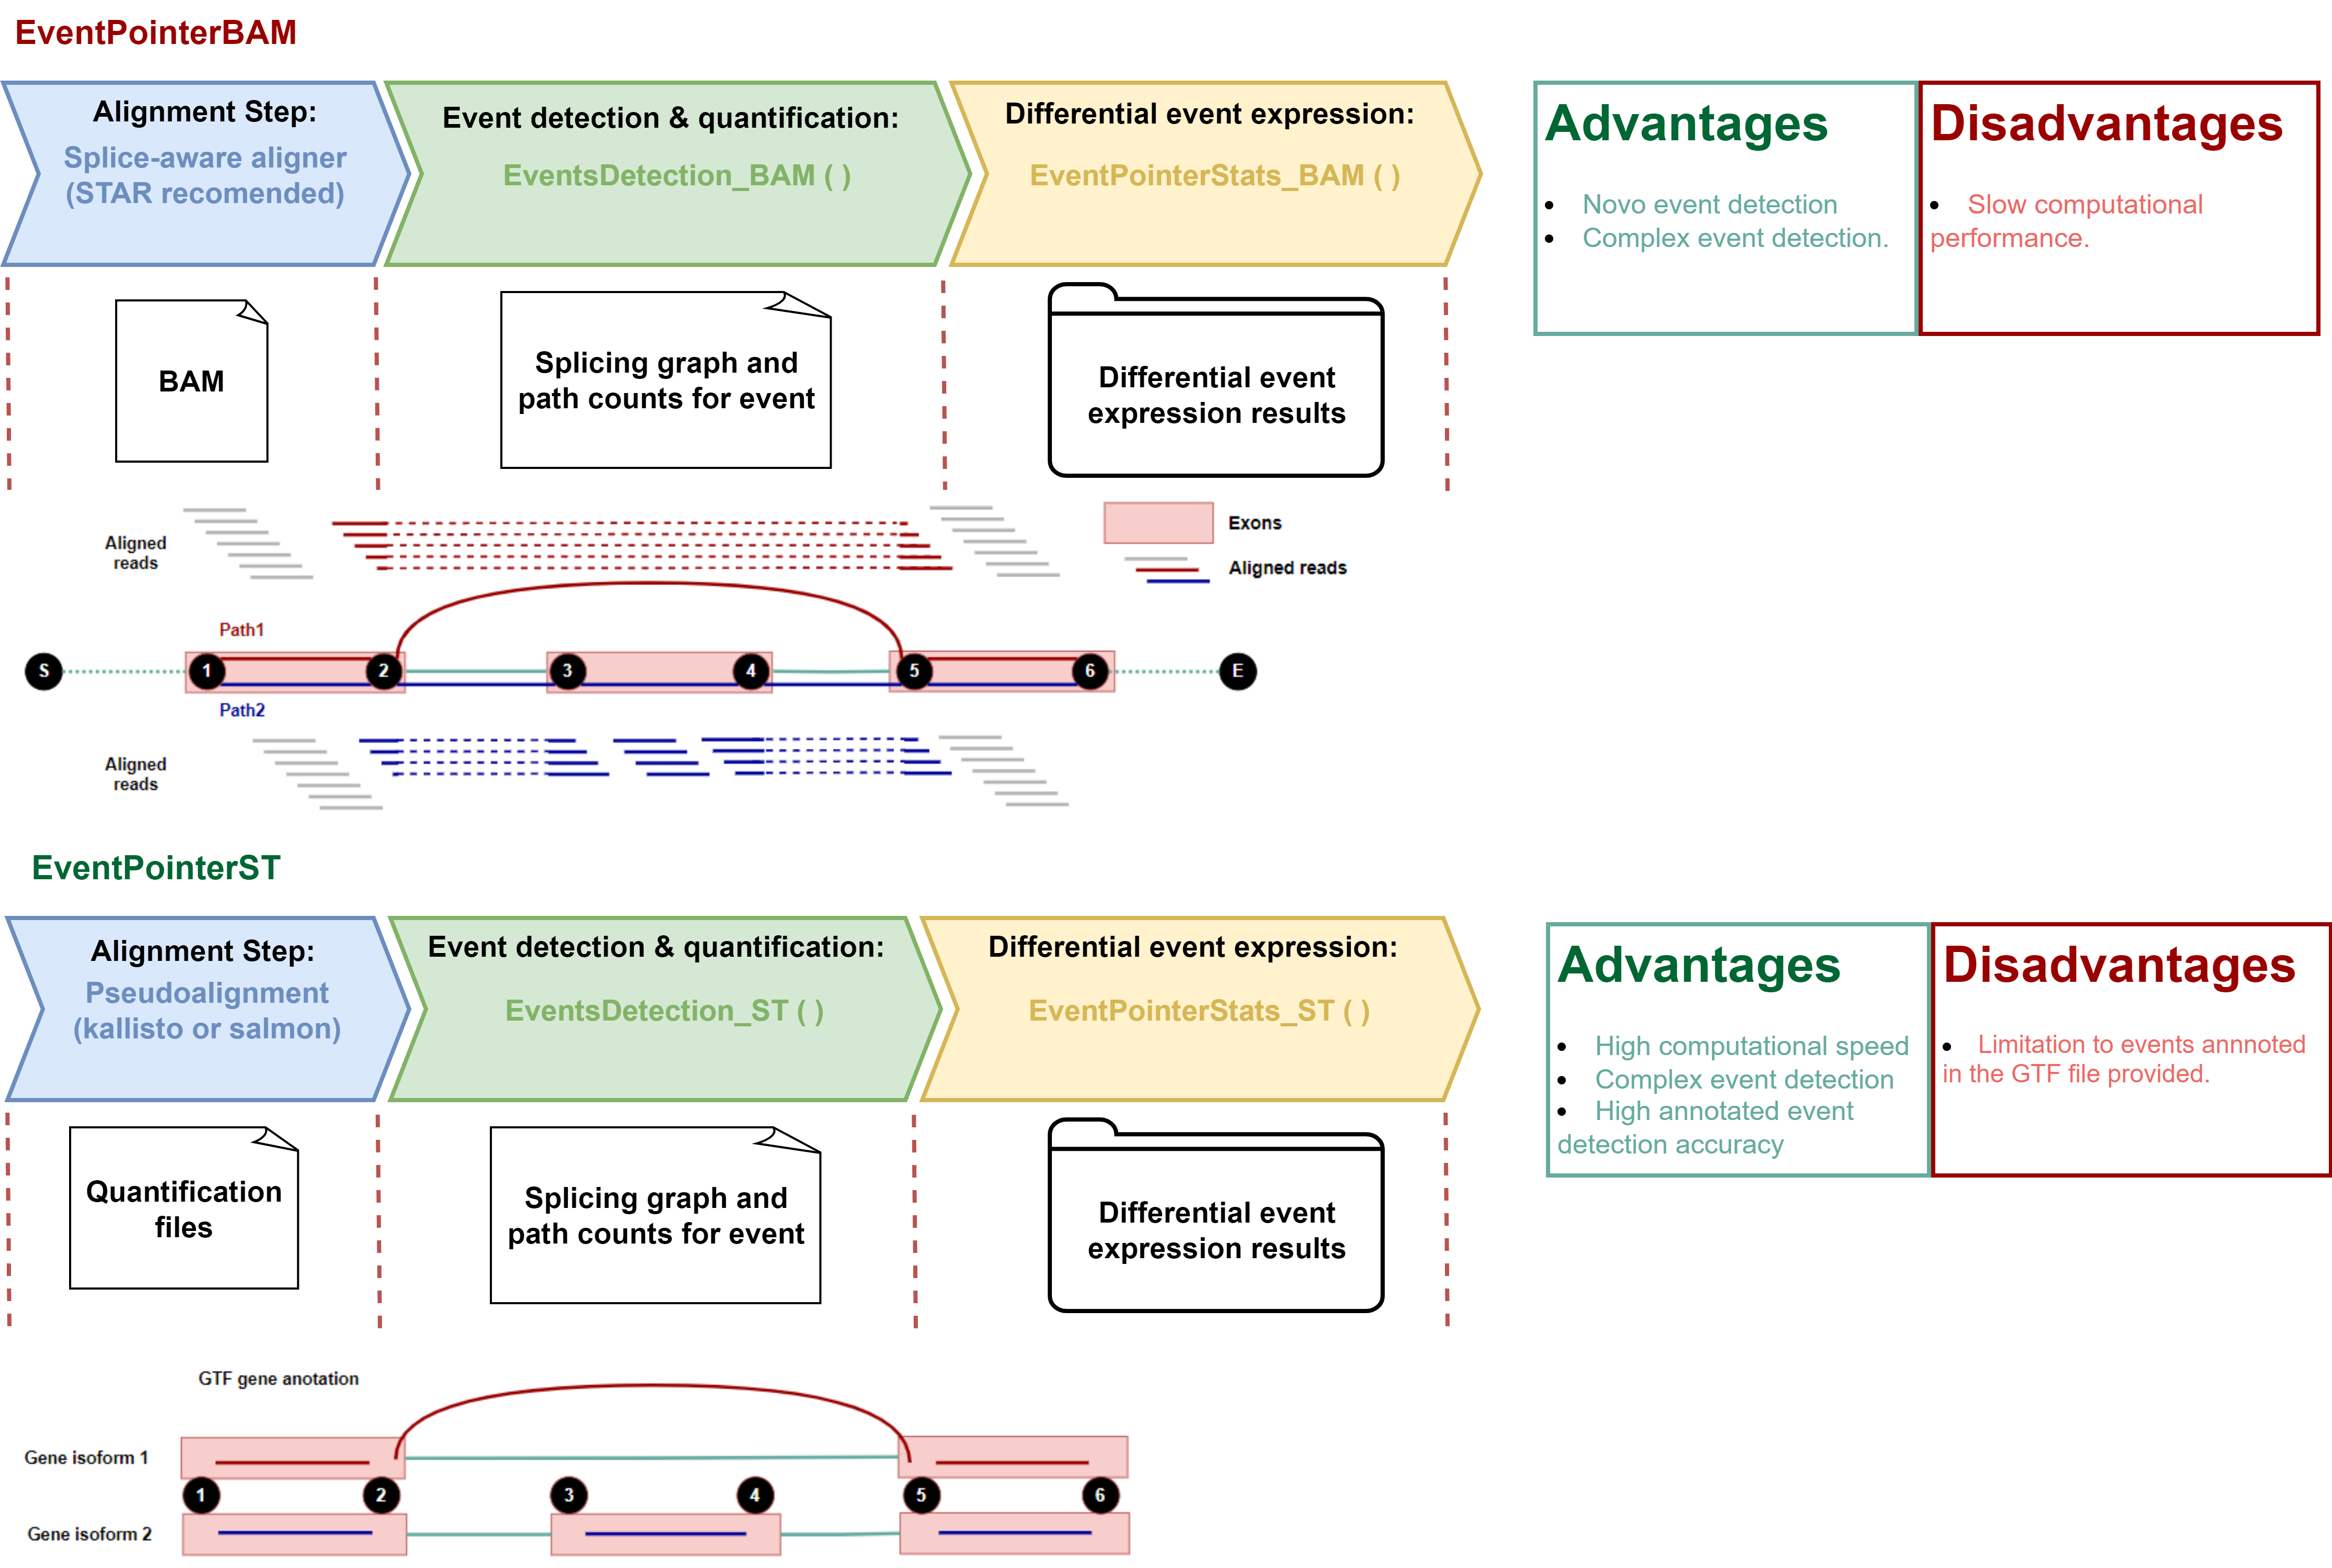 EventPointerBAM
Alignment Step:
Splice-aware aligner
(STAR recomended)
Event detection & quantification:
EventsDetection_BAM ( )
Differential event expression:
EventPointerStats_BAM ( )
Advantages
• Novo event detection
• Complex event detection.
Disadvantages
• Slow computational
performance.
BAM
Splicing graph and
path counts for event
Differential event
expression results
Aligned
reads
Exons
Aligned reads
Path1
S
1
2
3
4
5
6
E
Path2
Aligned
reads
EventPointerST
Alignment Step:
Pseudoalignment
(kallisto or salmon)
Event detection & quantification:
EventsDetection_ST ( )
Differential event expression:
EventPointerStats_ST ( )
Advantages
• High computational speed
• Complex event detection
• High annotated event
detection accuracy
Disadvantages
• Limitation to events annnoted
in the GTF file provided.
Quantification
files
Splicing graph and
path counts for event
Differential event
expression results
GTF gene anotation
Gene isoform 1
1
2
3
4
5
6
Gene isoform 2